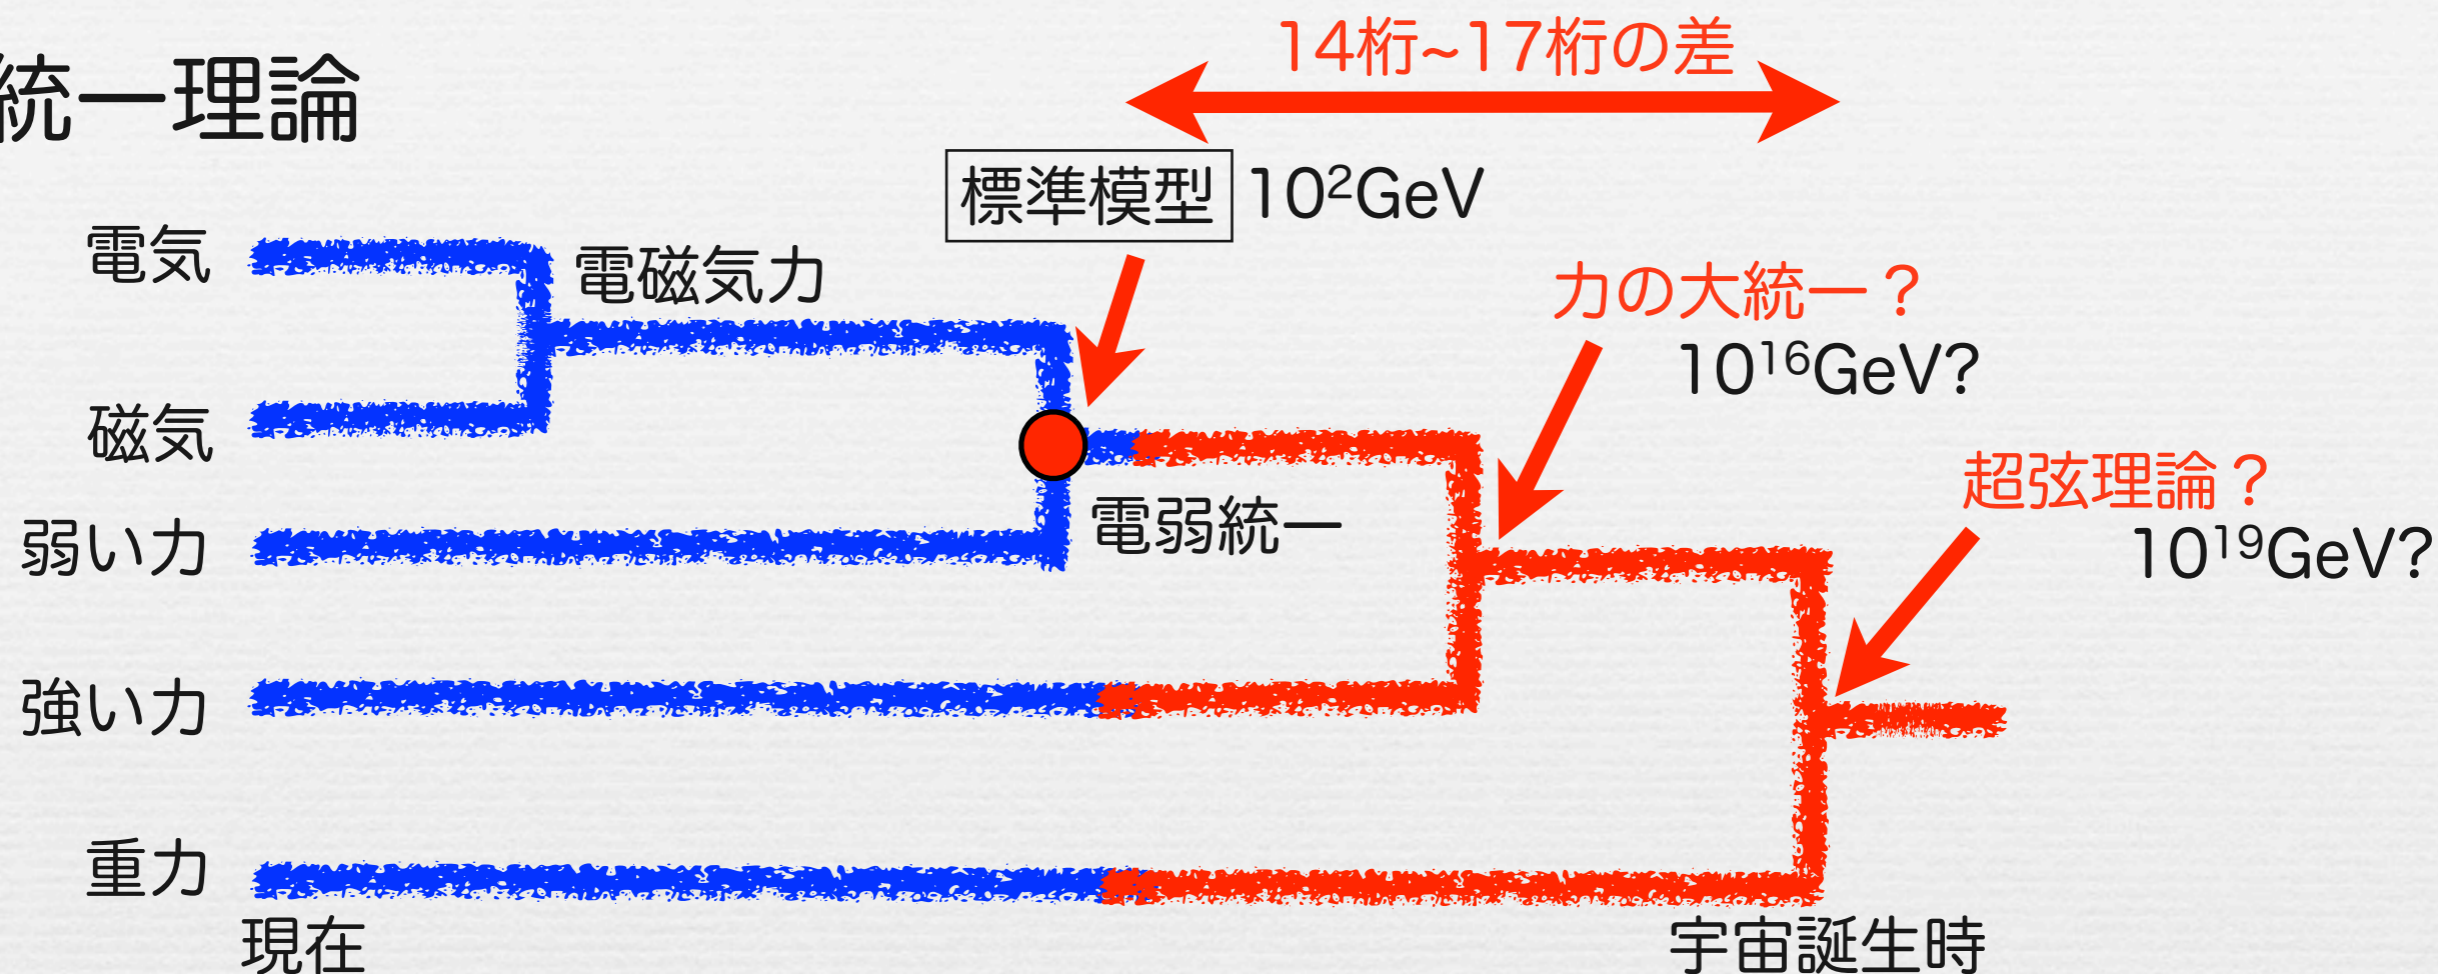 14桁~17桁の差
統一理論
標準模型 10²GeV
電気
電磁気力
力の大統一？
10¹⁶GeV?
磁気
超弦理論？
10¹⁹GeV?
電弱統一
弱い力
強い力
重力
現在
宇宙誕生時